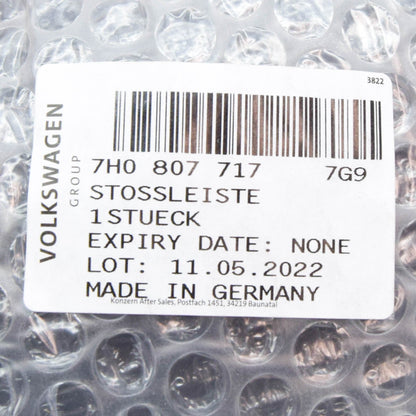 3822
VOLKSWAGEN
GROUP
7H0 807 717 7G9
STOSSLEISTE
1STUECK
EXPIRY DATE: NONE
LOT: 11.05.2022
MADE IN GERMANY
Konzern After Sales, Postfach 1451, 34219 Baunatal